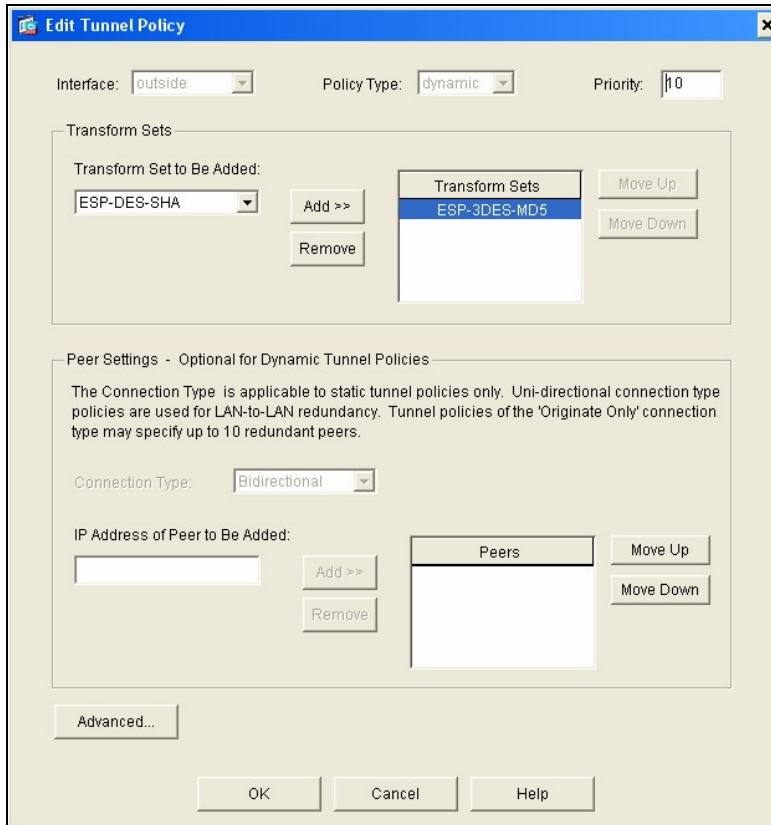 Edit Tunnel Policy
Interface: outside Policy Type: dynamic Priority: 10
Transform Sets
Transform Set to Be Added:
ESP-DES-SHA
Add >>
Remove
Transform Sets
ESP-3DES-MD5
Move Up
Move Down
Peer Settings - Optional for Dynamic Tunnel Policies
The Connection Type is applicable to static tunnel policies only. Uni-directional connection type
policies are used for LAN-to-LAN redundancy. Tunnel policies of the 'Originate Only' connection
type may specify up to 10 redundant peers.
Connection Type: Bidirectional
IP Address of Peer to Be Added:
Add >>
Remove
Peers
Move Up
Move Down
Advanced...
OK Cancel Help